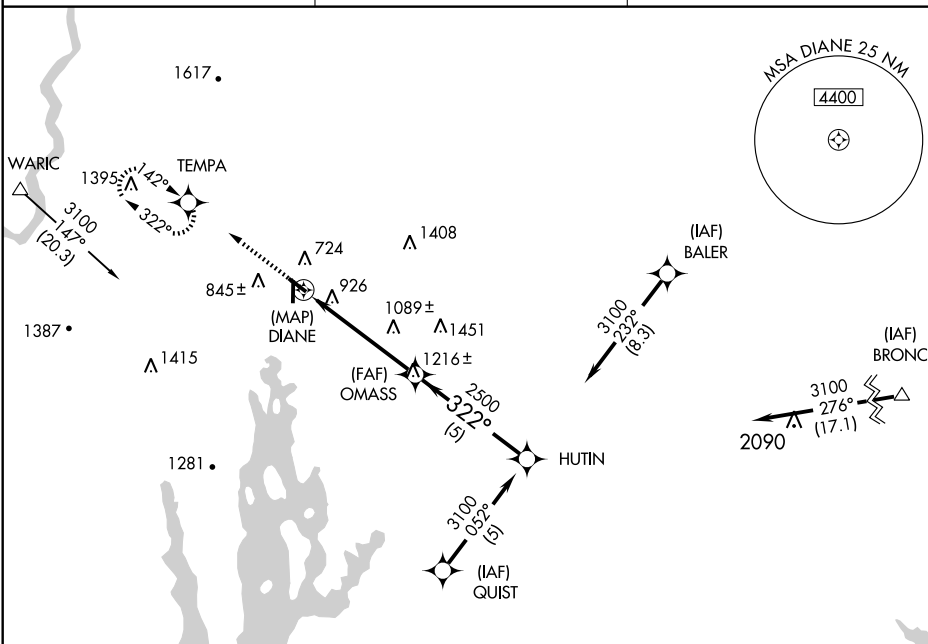 1617
MSA DIANE 25 NM
4400
WARIC
TEMPA
1395
142°
322°
3100
147°
(20.3)
724
1408
(IAF)
BALER
845±
926
(MAP)
DIANE
1089±
1451
3100
232°
(8.3)
1387
1415
1216±
(FAF)
OMASS
2500
322°
(5)
(IAF)
BRONC
3100
276°
(17.1)
2090
HUTIN
1281
3100
052°
(5)
(IAF)
QUIST